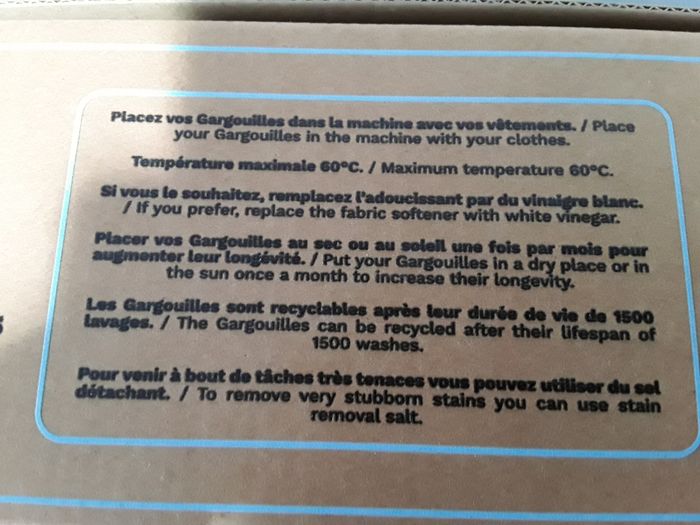 Placez vos Gargouilles dans la machine avec vos vêtements. / Place
your Gargouilles in the machine with your clothes.
Température maximale 60°C. / Maximum temperature 60°C.
Si vous le souhaitez, remplacez l'adoucissant par du vinaigre blanc.
/ If you prefer, replace the fabric softener with white vinegar.
Placer vos Gargouilles au sec ou au soleil une fois par mois pour
augmenter leur longévité. / Put your Gargouilles in a dry place or in
the sun once a month to increase their longevity.
Les Gargouilles sont recyclables après leur durée de vie de 1500
lavages. / The Gargouilles can be recycled after their lifespan of
1500 washes.
Pour venir à bout de tâches très tenaces vous pouvez utiliser du sel
détachant. / To remove very stubborn stains you can use stain
removal salt.